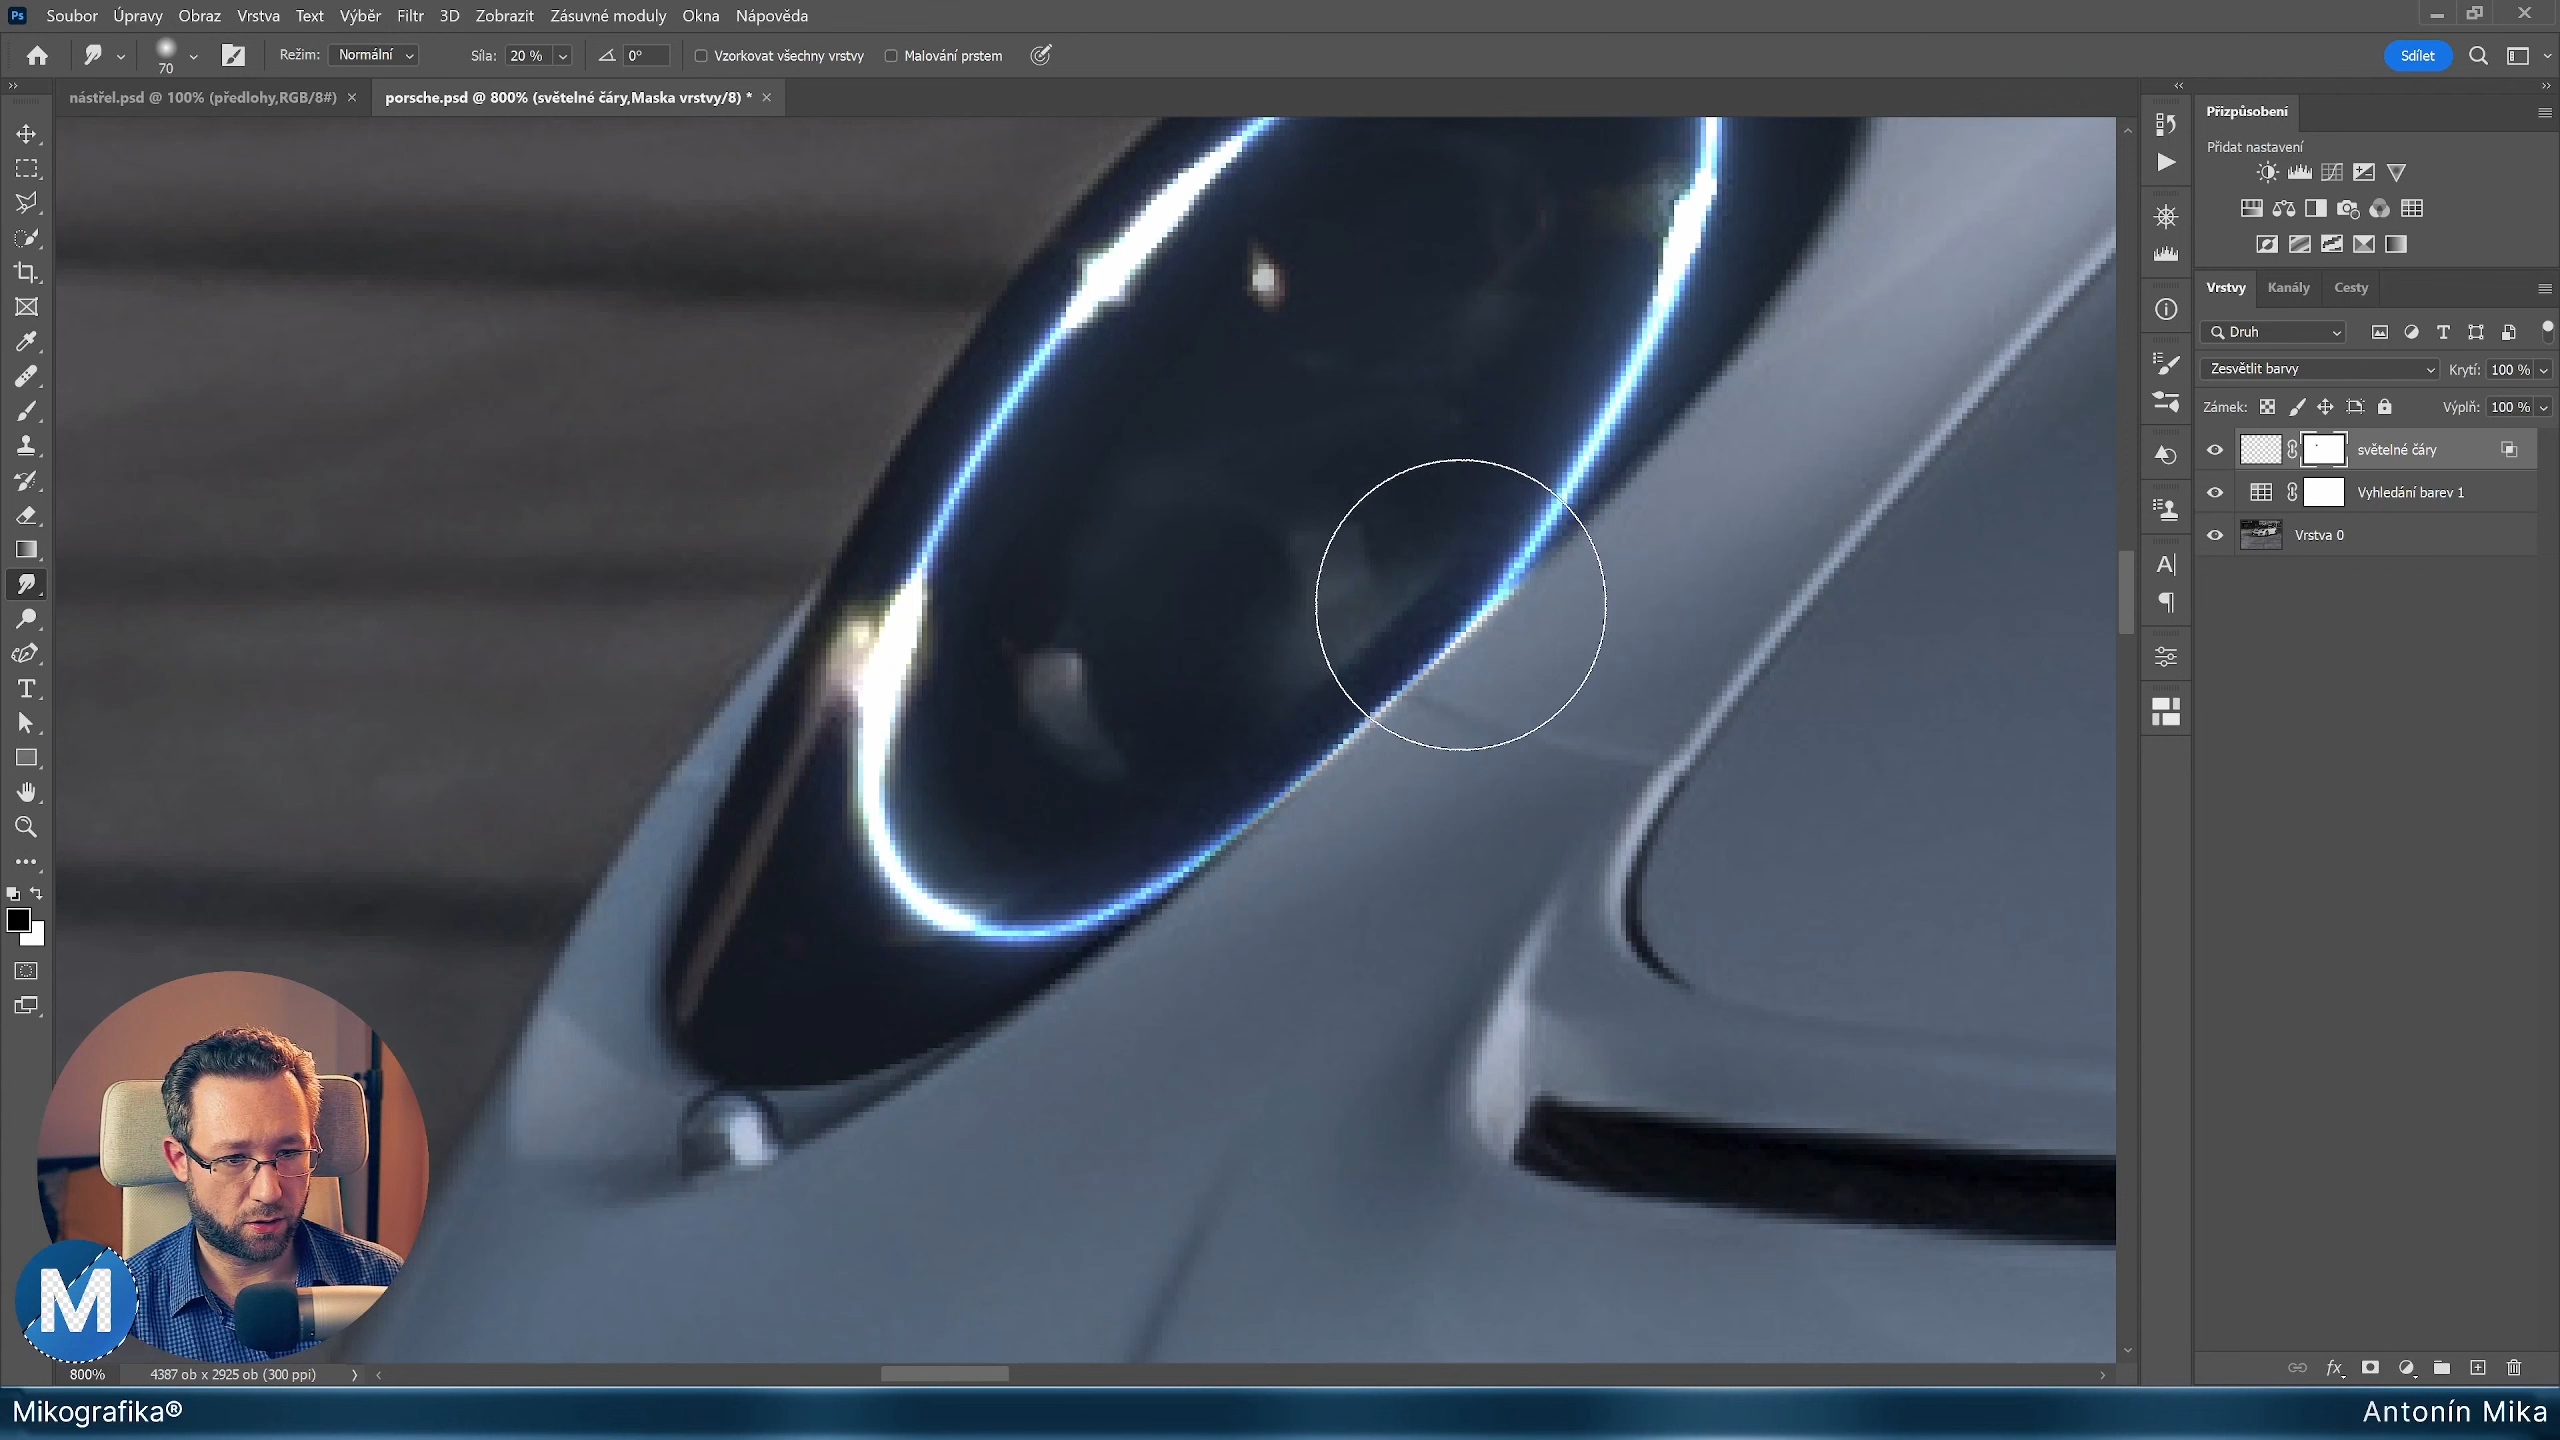 Ps Soubor Úpravy Obraz Vrstva Text Výběr Filtr 3D Zobrazit Zásuvné moduly Okna Nápověda
70 Režim: Normální Síla: 20 % 0° Vzorkovat všechny vrstvy Malování prstem Sdílet
nástřel.psd @ 100% (předlohy,RGB/8#) × porsche.psd @ 800% (světelné čáry,Maska vrstvy/8) * ×
Přizpůsobení
Přidat nastavení
Vrstvy Kanály Cesty
Druh
Zesvětlit barvy Krytí: 100 %
Zámek: Výplň: 100 %
světelné čáry
Vyhledání barev 1
Vrstva 0
M
800% 4387 ob x 2925 ob (300 ppi)
Mikografika® Antonín Mika